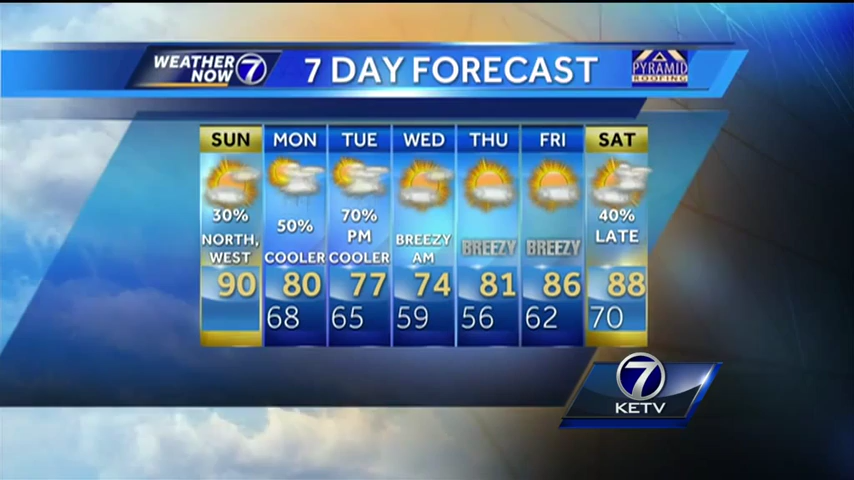 WEATHER NOW 7
7 DAY FORECAST
PYRAMID
ROOFING
SUN MON TUE WED THU FRI SAT
30% NORTH, WEST 90
50% COOLER 80 68
70% PM COOLER 77 65
BREEZY AM 74 59
BREEZY 81 56
BREEZY 86 62
40% LATE 88 70
7
KETV